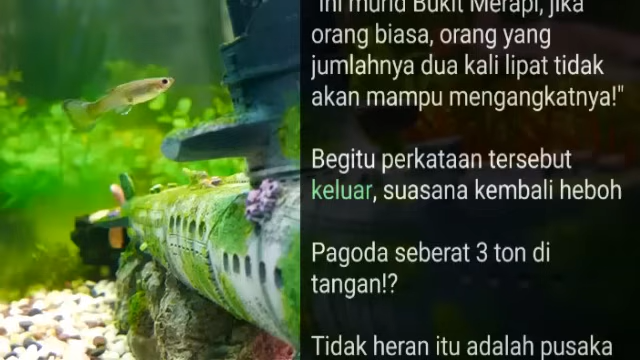 "Ini murid Bukit Merapi, jika
orang biasa, orang yang
jumlahnya dua kali lipat tidak
akan mampu mengangkatnya!"
Begitu perkataan tersebut
keluar, suasana kembali heboh
Pagoda seberat 3 ton di
tangan!?
Tidak heran itu adalah pusaka